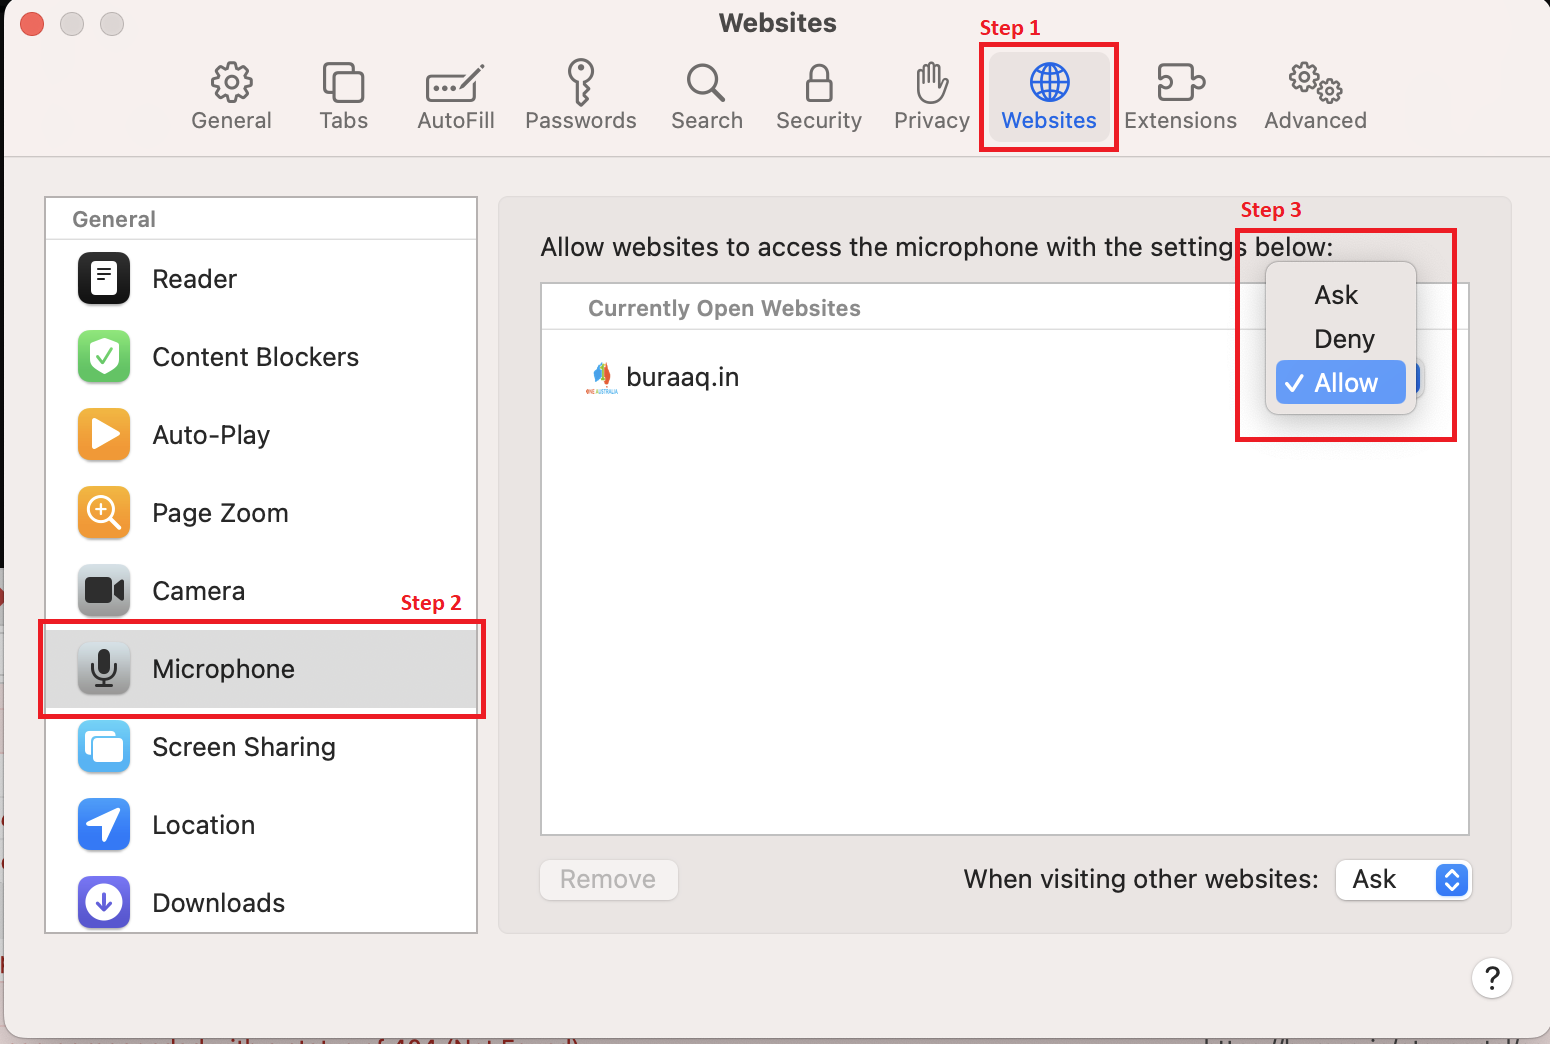 Websites
Step 1
General
Tabs
AutoFill
Passwords
Search
Security
Privacy
Websites
Extensions
Advanced
General
Reader
Content Blockers
Auto-Play
Page Zoom
Camera
Step 2
Microphone
Screen Sharing
Location
Downloads
Step 3
Allow websites to access the microphone with the settings below:
Currently Open Websites
buraaq.in
Ask
Deny
✓ Allow
Remove
When visiting other websites: Ask
?